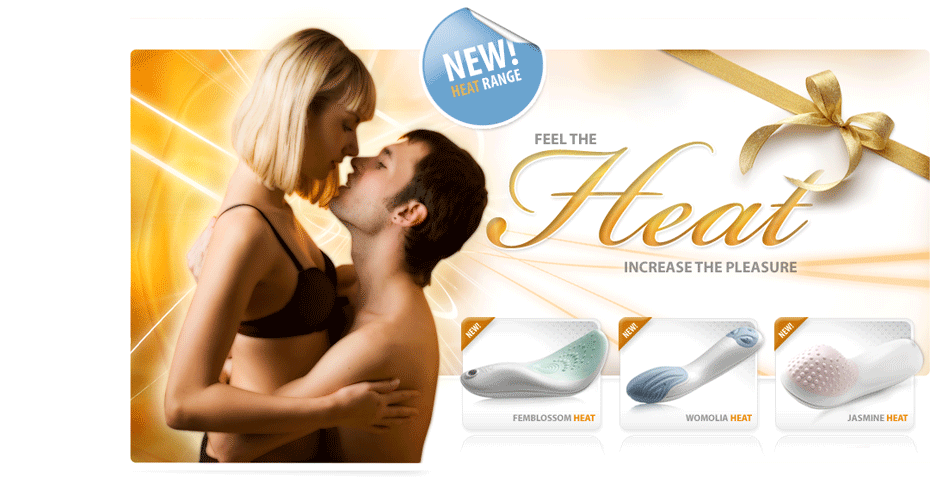 NEW!
HEAT RANGE
FEEL THE
Heat
INCREASE THE PLEASURE
NEW!
FEMBLOSSOM HEAT
NEW!
WOMOLIA HEAT
NEW!
JASMINE HEAT